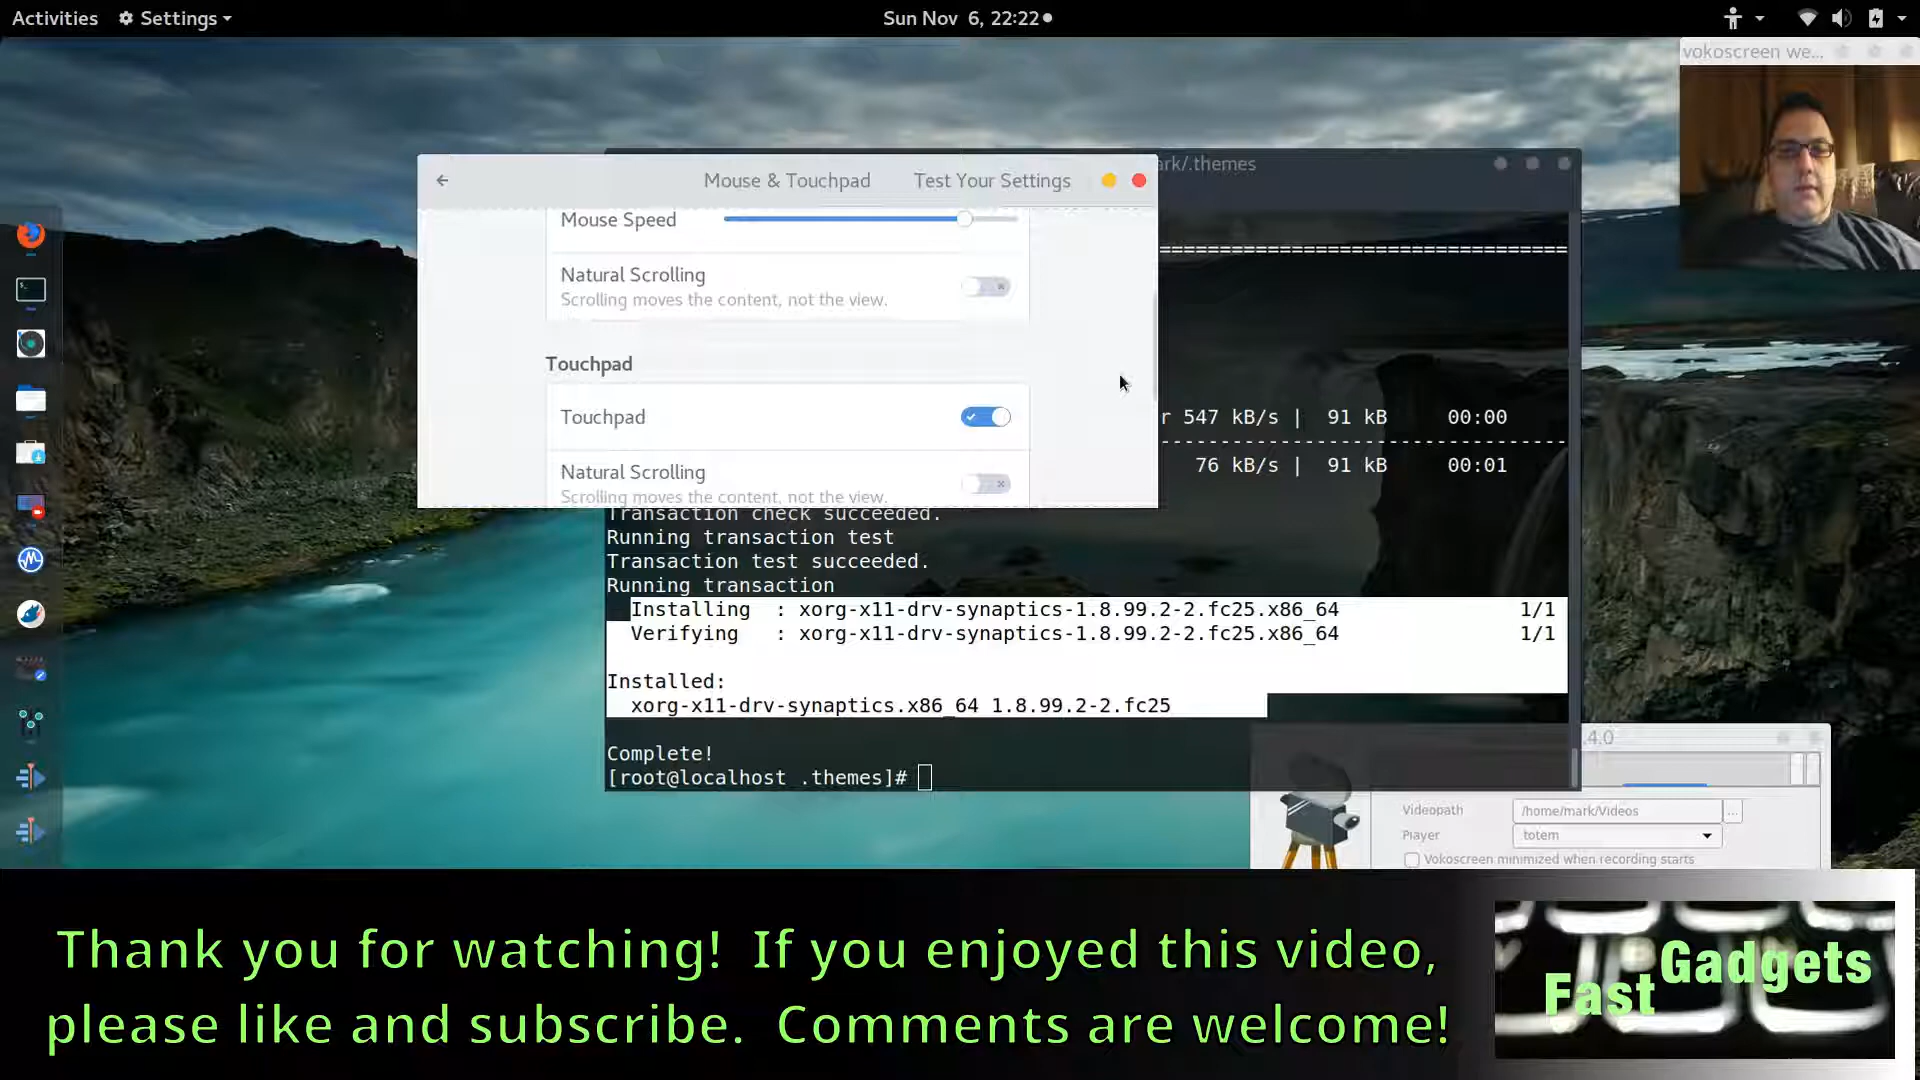 Activities Settings Sun Nov 6, 22:22
vokoscreen we...
ark/.themes
Mouse & Touchpad Test Your Settings
Mouse Speed
Natural Scrolling
Scrolling moves the content, not the view.
Touchpad
Touchpad
Natural Scrolling
Scrolling moves the content, not the view.
================================
r 547 kB/s | 91 kB 00:00
----------------------------------
76 kB/s | 91 kB 00:01
Transaction check succeeded.
Running transaction test
Transaction test succeeded.
Running transaction
Installing : xorg-x11-drv-synaptics-1.8.99.2-2.fc25.x86_64 1/1
Verifying : xorg-x11-drv-synaptics-1.8.99.2-2.fc25.x86_64 1/1
Installed:
xorg-x11-drv-synaptics.x86_64 1.8.99.2-2.fc25
Complete!
[root@localhost .themes]#
.4.0
Videopath /home/mark/Videos ...
Player totem
Vokoscreen minimized when recording starts
Thank you for watching! If you enjoyed this video,
please like and subscribe. Comments are welcome!
Fast Gadgets